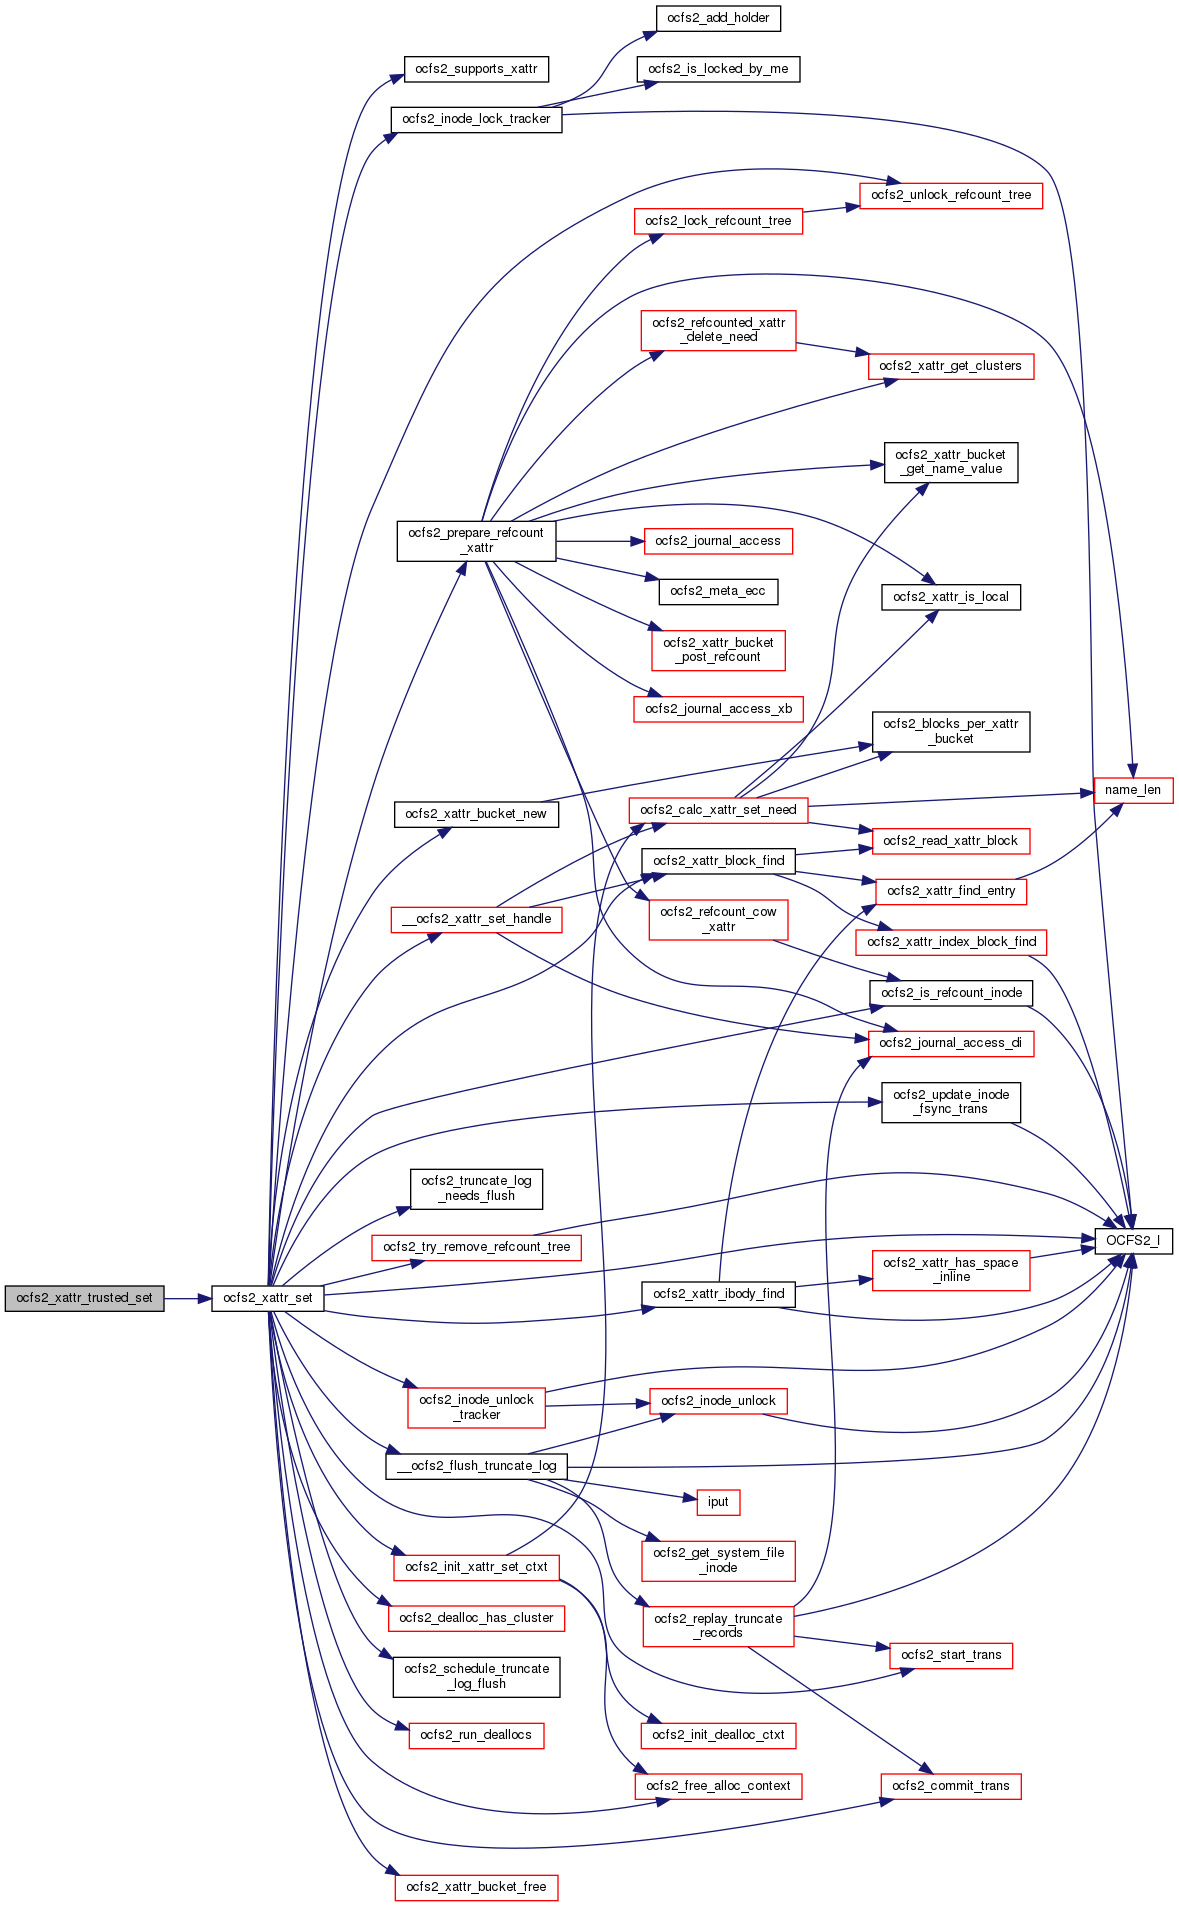 ocfs2_add_holder
ocfs2_supports_xattr
ocfs2_is_locked_by_me
ocfs2_inode_lock_tracker
ocfs2_unlock_refcount_tree
ocfs2_lock_refcount_tree
ocfs2_refcounted_xattr
_delete_need
ocfs2_xattr_get_clusters
ocfs2_xattr_bucket
_get_name_value
ocfs2_prepare_refcount
_xattr
ocfs2_journal_access
ocfs2_meta_ecc
ocfs2_xattr_is_local
ocfs2_xattr_bucket
_post_refcount
ocfs2_journal_access_xb
ocfs2_blocks_per_xattr
_bucket
name_len
ocfs2_xattr_bucket_new
ocfs2_calc_xattr_set_need
ocfs2_read_xattr_block
ocfs2_xattr_block_find
ocfs2_xattr_find_entry
__ocfs2_xattr_set_handle
ocfs2_refcount_cow
_xattr
ocfs2_xattr_index_block_find
ocfs2_is_refcount_inode
ocfs2_journal_access_di
ocfs2_update_inode
_fsync_trans
ocfs2_truncate_log
_needs_flush
ocfs2_try_remove_refcount_tree
OCFS2_I
ocfs2_xattr_has_space
_inline
ocfs2_xattr_trusted_set
ocfs2_xattr_set
ocfs2_xattr_ibody_find
ocfs2_inode_unlock
_tracker
ocfs2_inode_unlock
__ocfs2_flush_truncate_log
iput
ocfs2_get_system_file
_inode
ocfs2_init_xattr_set_ctxt
ocfs2_dealloc_has_cluster
ocfs2_replay_truncate
_records
ocfs2_start_trans
ocfs2_schedule_truncate
_log_flush
ocfs2_run_deallocs
ocfs2_init_dealloc_ctxt
ocfs2_free_alloc_context
ocfs2_commit_trans
ocfs2_xattr_bucket_free